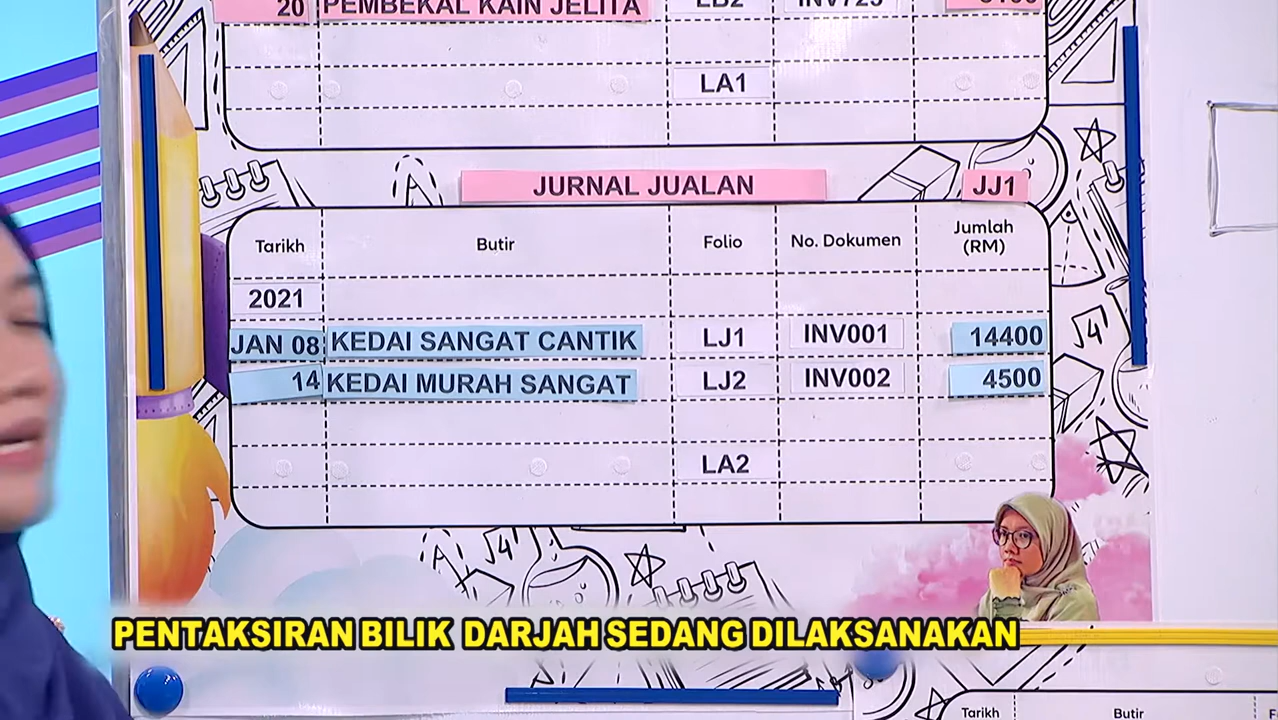 20 PEMBEKAL KAIN JELITA LB2 INV725
LA1
JURNAL JUALAN JJ1
Tarikh Butir Folio No. Dokumen Jumlah (RM)
2021
JAN 08 KEDAI SANGAT CANTIK LJ1 INV001 14400
14 KEDAI MURAH SANGAT LJ2 INV002 4500
LA2
PENTAKSIRAN BILIK DARJAH SEDANG DILAKSANAKAN
Tarikh Butir